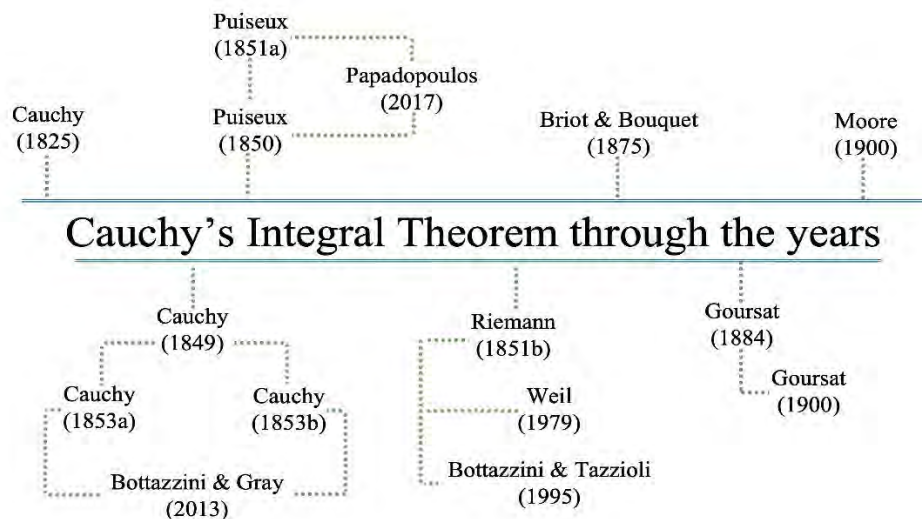 Puiseux
(1851a)
Papadopoulos
(2017)
Cauchy
(1825)
Puiseux
(1850)
Briot & Bouquet
(1875)
Moore
(1900)
Cauchy’s Integral Theorem through the years
Cauchy
(1849)
Riemann
(1851b)
Goursat
(1884)
Cauchy
(1853a)
Cauchy
(1853b)
Weil
(1979)
Goursat
(1900)
Bottazzini & Gray
(2013)
Bottazzini & Tazzioli
(1995)